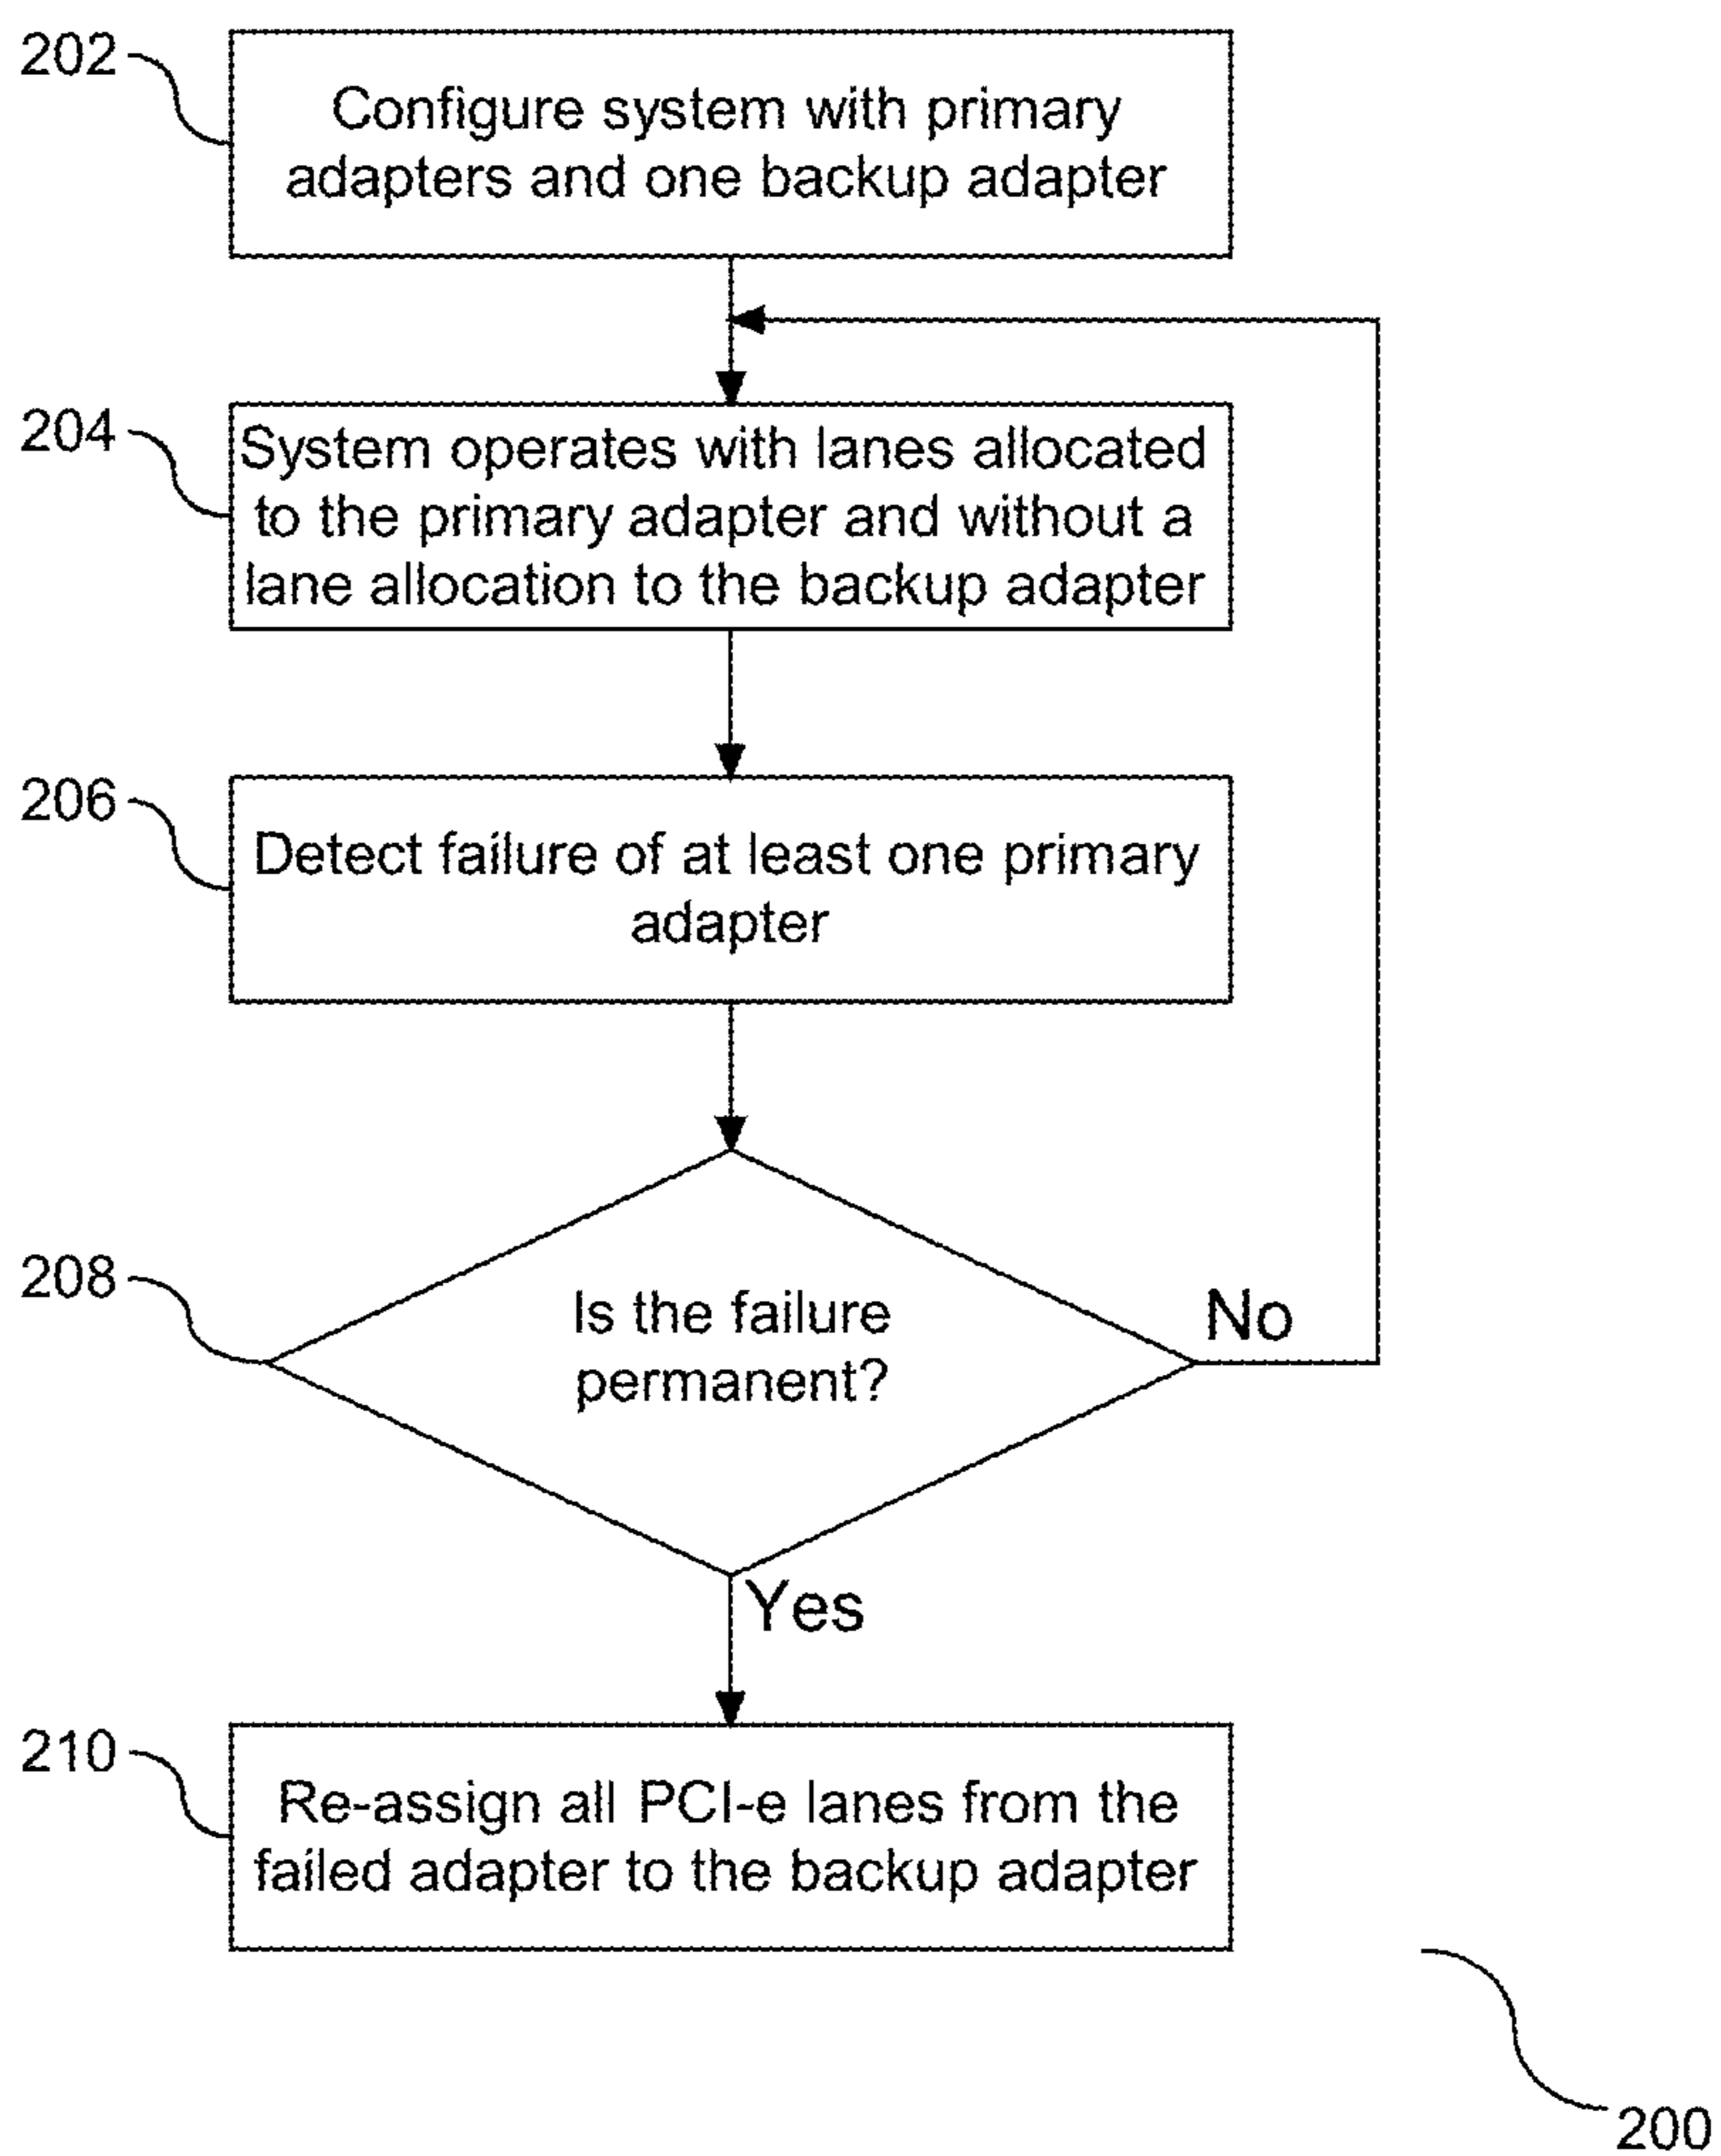 202
Configure system with primary
adapters and one backup adapter
204
System operates with lanes allocated
to the primary adapter and without a
lane allocation to the backup adapter
206
Detect failure of at least one primary
adapter
208
Is the failure
permanent?
No
Yes
210
Re-assign all PCI-e lanes from the
failed adapter to the backup adapter
200